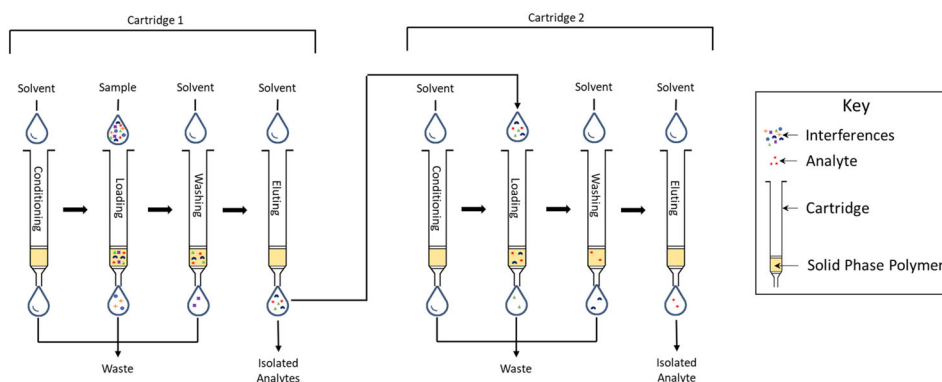 Cartridge 1
Cartridge 2
Solvent
Sample
Solvent
Solvent
Solvent
Solvent
Solvent
Conditioning
Loading
Washing
Eluting
Conditioning
Loading
Washing
Eluting
Waste
Isolated
Analytes
Waste
Isolated
Analyte
Key
Interferences
Analyte
Cartridge
Solid Phase Polymer